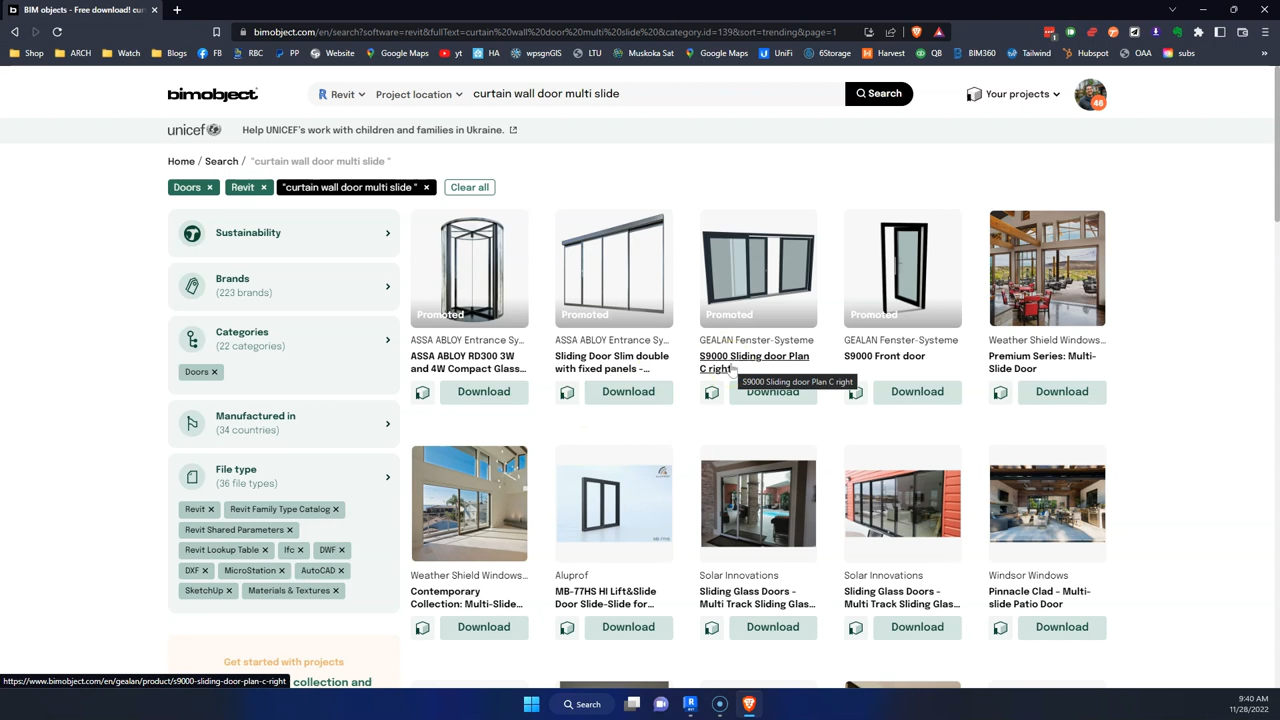 BIM objects - Free download! cur
bimobject.com/en/search?software=revit&fullText=curtain%20wall%20door%20multi%20slide%20&category.id=139&sort=trending&page=1
Shop ARCH Watch Blogs FB RBC PP Website Google Maps yt HA wpsgnGIS LTU Muskoka Sat Google Maps UniFi 6Storage Harvest QB BIM360 Tailwind Hubspot OAA subs
bimobject
Revit
Project location
curtain wall door multi slide
Search
Your projects
46
unicef
Help UNICEF's work with children and families in Ukraine.
Home / Search / "curtain wall door multi slide "
Doors × Revit × "curtain wall door multi slide " × Clear all
Sustainability
Brands
(223 brands)
Categories
(22 categories)
Doors ×
Manufactured in
(34 countries)
File type
(36 file types)
Revit × Revit Family Type Catalog ×
Revit Shared Parameters ×
Revit Lookup Table × Ifc × DWF ×
DXF × MicroStation × AutoCAD ×
SketchUp × Materials & Textures ×
Get started with projects
collection and
Promoted
ASSA ABLOY Entrance Sy...
ASSA ABLOY RD300 3W
and 4W Compact Glass...
Download
Promoted
ASSA ABLOY Entrance Sy...
Sliding Door Slim double
with fixed panels -...
Download
Promoted
GEALAN Fenster-Systeme
S9000 Sliding door Plan
C right
S9000 Sliding door Plan C right
Download
Promoted
GEALAN Fenster-Systeme
S9000 Front door
Download
Weather Shield Windows...
Premium Series: Multi-
Slide Door
Download
Weather Shield Windows...
Contemporary
Collection: Multi-Slide...
Download
Aluprof
MB-77HS HI Lift&Slide
Door Slide-Slide for...
Download
Solar Innovations
Sliding Glass Doors -
Multi Track Sliding Glas...
Download
Solar Innovations
Sliding Glass Doors -
Multi Track Sliding Glas...
Download
Windsor Windows
Pinnacle Clad - Multi-
slide Patio Door
Download
https://www.bimobject.com/en/gealan/product/s9000-sliding-door-plan-c-right
Search
9:40 AM
11/28/2022